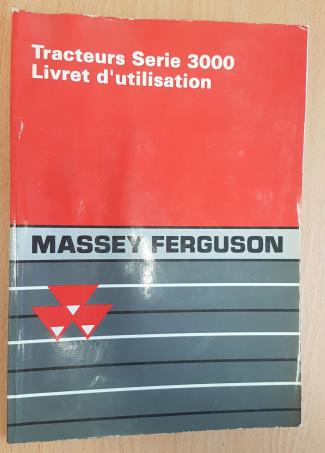 Tracteurs Serie 3000
Livret d'utilisation
MASSEY FERGUSON